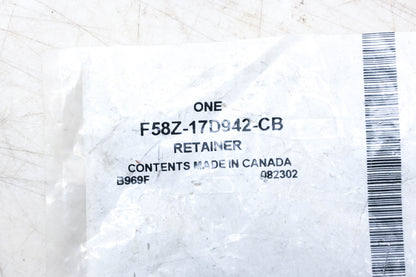 ONE
F58Z-17D942-CB
RETAINER
CONTENTS MADE IN CANADA
B969F 082302